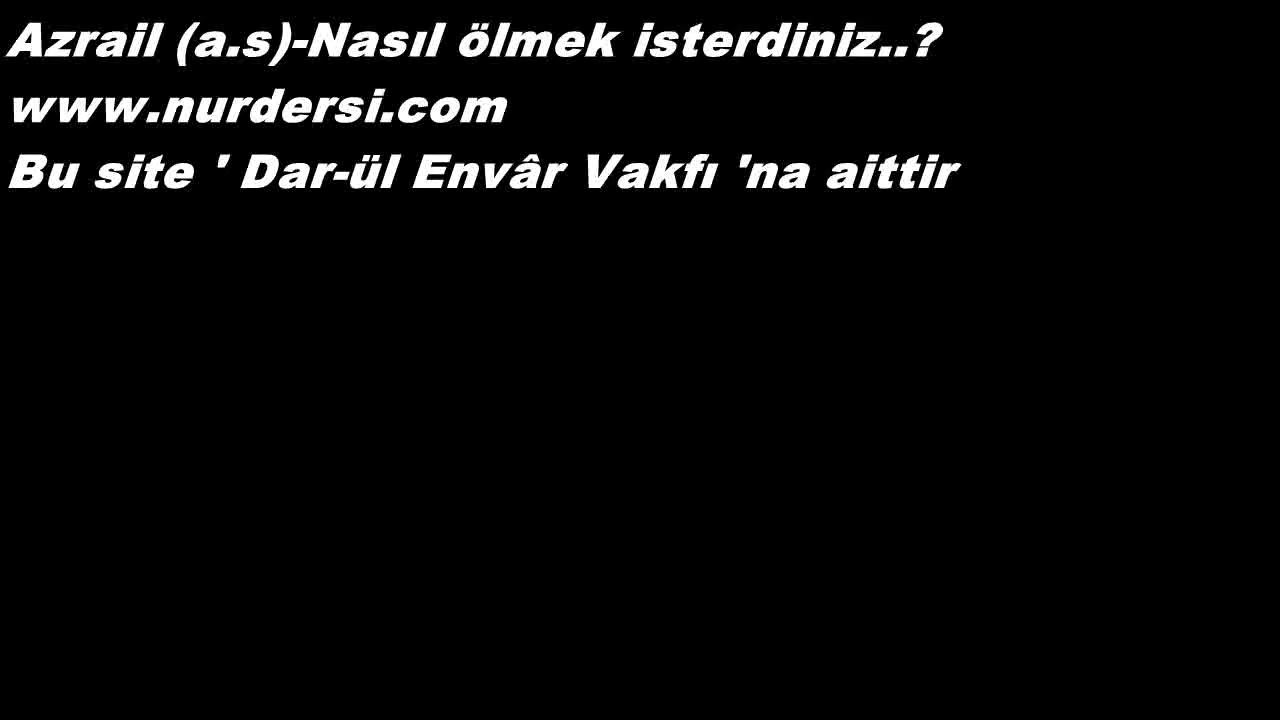 Azrail (a.s)-Nasıl ölmek isterdiniz..?
www.nurdersi.com
Bu site ' Dar-ül Envâr Vakfı 'na aittir